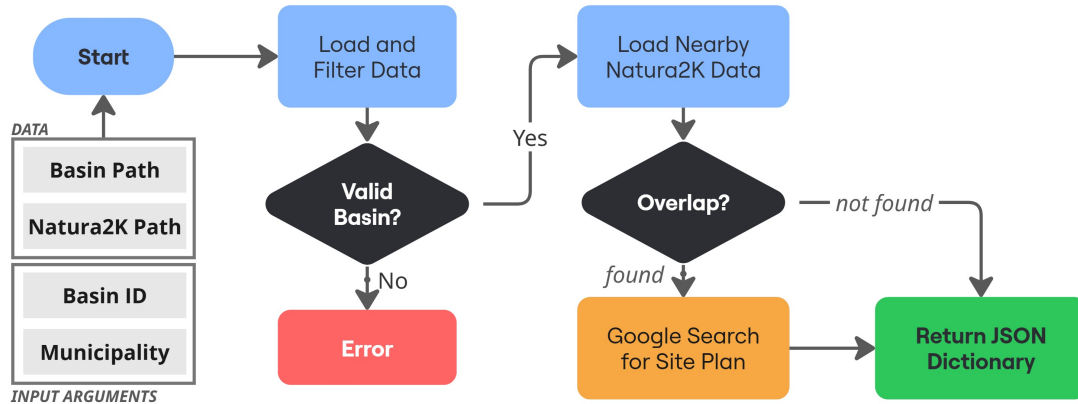 Start
Load and
Filter Data
Load Nearby
Natura2K Data
DATA
Basin Path
Natura2K Path
Basin ID
Municipality
INPUT ARGUMENTS
Valid
Basin?
Yes
No
Error
Overlap?
not found
found
Google Search
for Site Plan
Return JSON
Dictionary